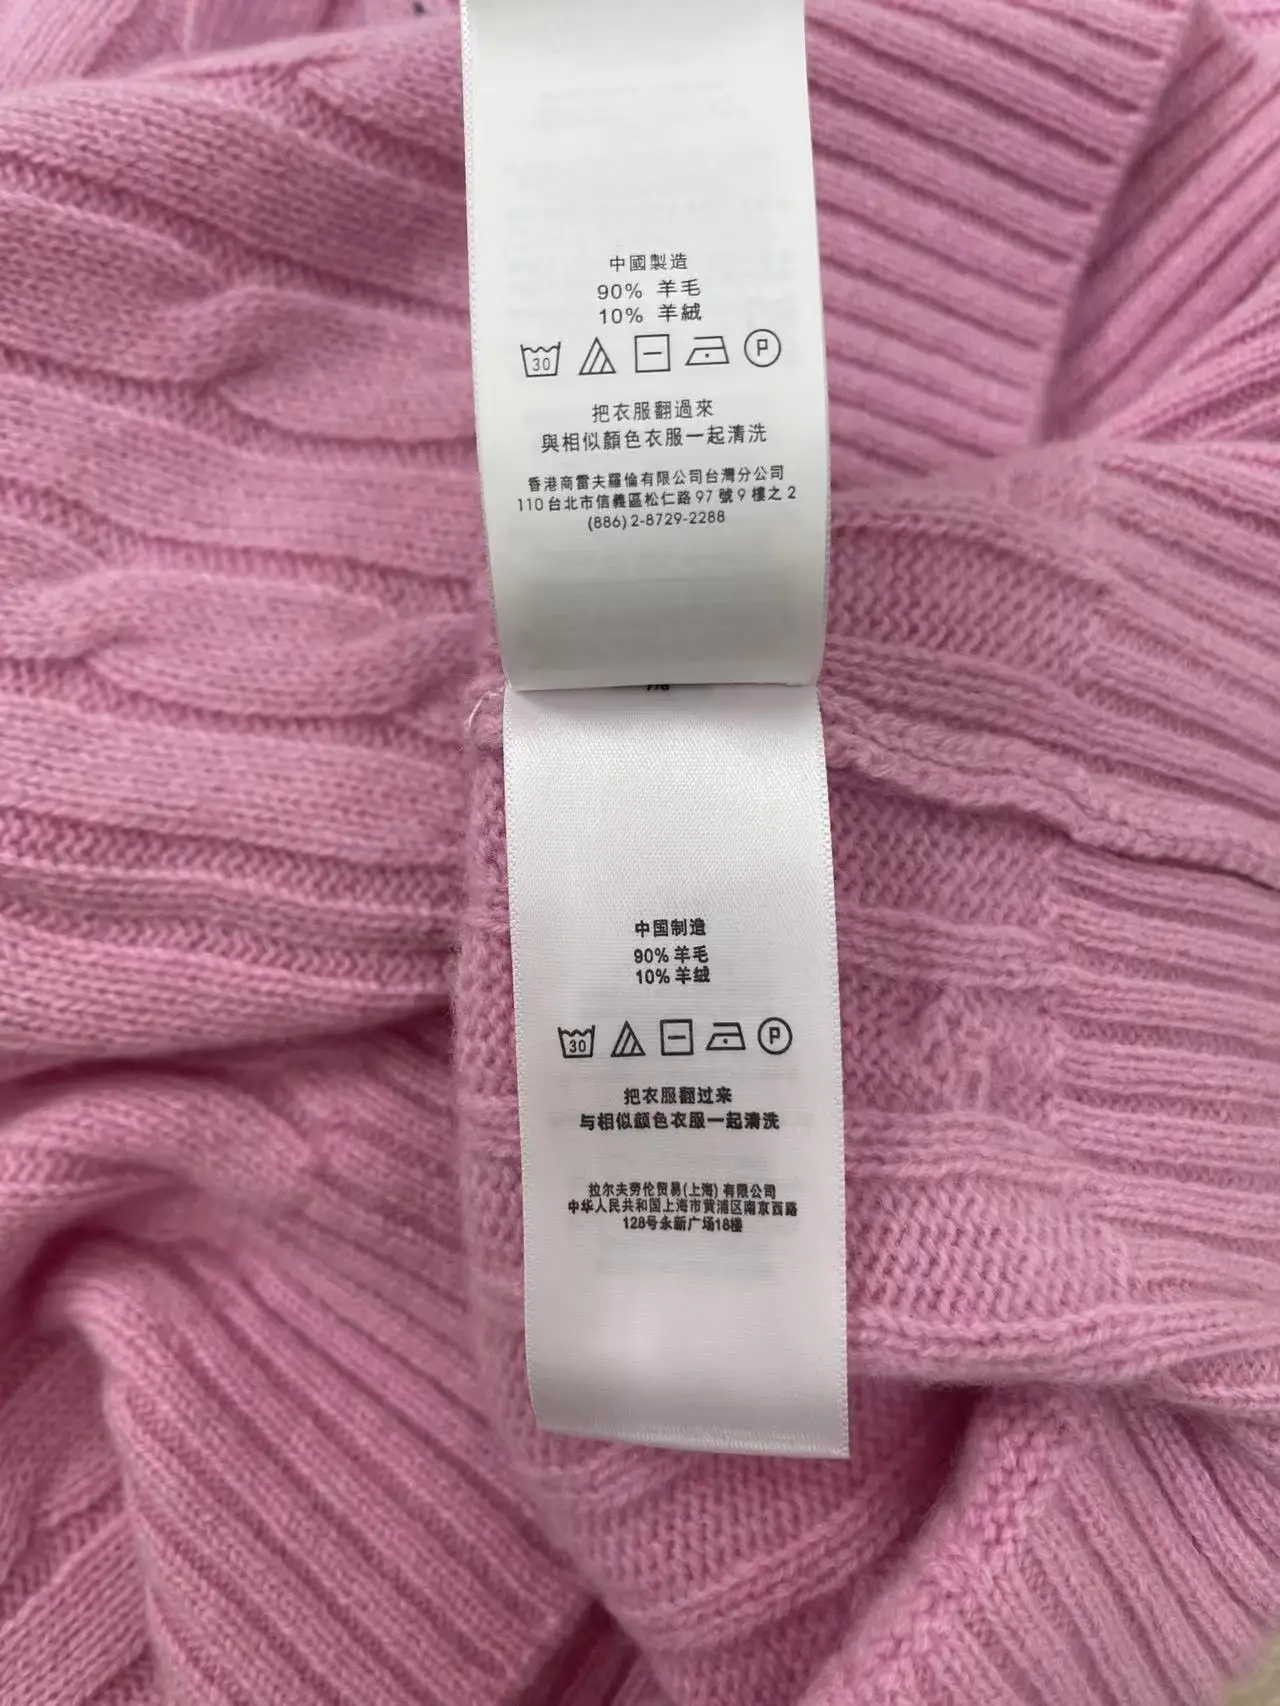 中國製造
90% 羊毛
10% 羊絨
30 P
把衣服翻過來
與相似顏色衣服一起清洗
香港商雷夫羅倫有限公司台灣分公司
110台北市信義區松仁路97號9樓之2
(886)2-8729-2288
中国制造
90% 羊毛
10% 羊绒
30 P
把衣服翻过来
与相似颜色衣服一起清洗
拉尔夫劳伦贸易(上海)有限公司
中华人民共和国上海市黄浦区南京西路
128号永新广场18楼